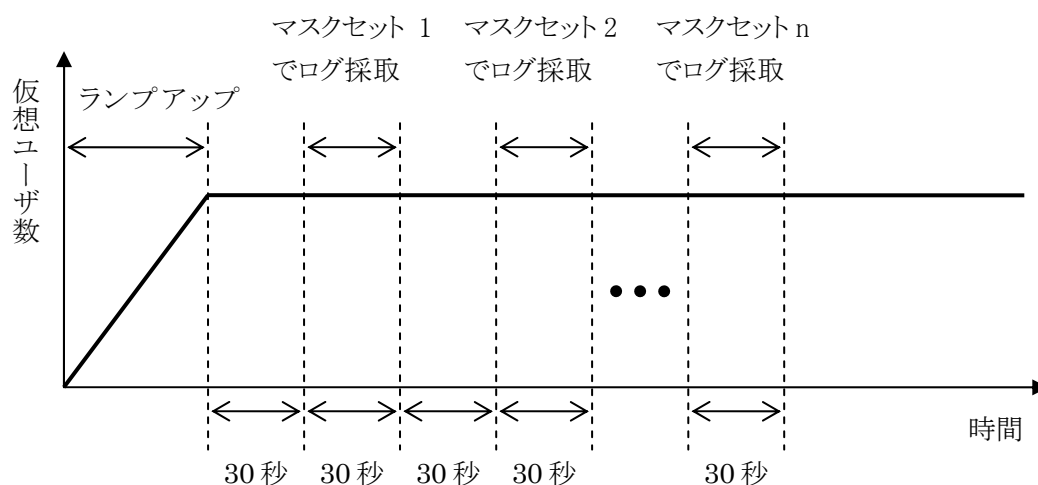 マスクセット 1
でログ採取
マスクセット 2
でログ採取
マスクセット n
でログ採取
ランプアップ
仮想ユーザ数
時間
30 秒
30 秒
30 秒
30 秒
30 秒